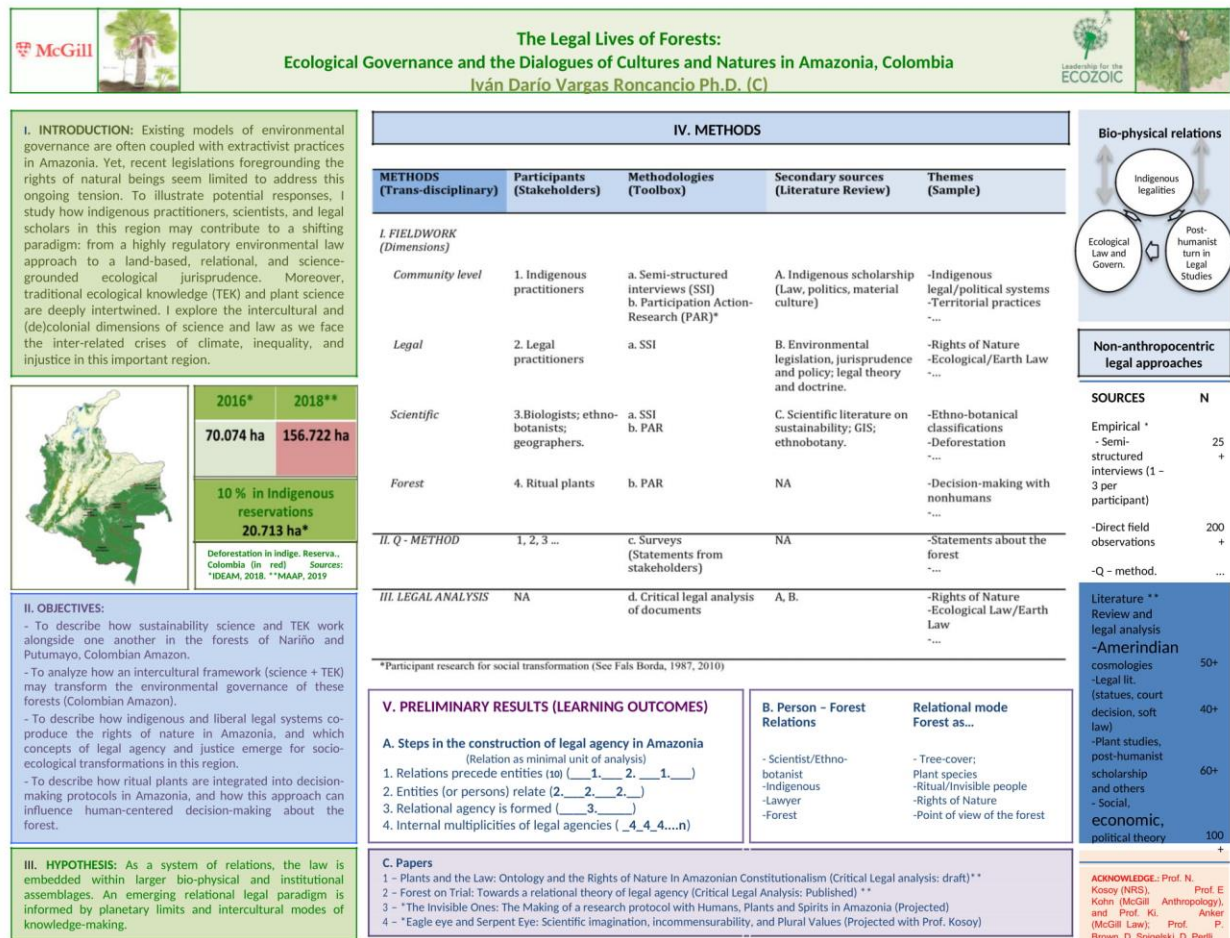 McGill
The Legal Lives of Forests:
Ecological Governance and the Dialogues of Cultures and Natures in Amazonia, Colombia
Iván Darío Vargas Roncancio Ph.D. (C)
Leadership for the
ECOZOIC
I. INTRODUCTION: Existing models of environmental
governance are often coupled with extractivist practices
in Amazonia. Yet, recent legislations foregrounding the
rights of natural beings seem limited to address this
ongoing tension. To illustrate potential responses, I
study how indigenous practitioners, scientists, and legal
scholars in this region may contribute to a shifting
paradigm: from a highly regulatory environmental law
approach to a land-based, relational, and science-
grounded ecological jurisprudence. Moreover,
traditional ecological knowledge (TEK) and plant science
are deeply intertwined. I explore the intercultural and
(de)colonial dimensions of science and law as we face
the inter-related crises of climate, inequality, and
injustice in this important region.
2016* 2018**
70.074 ha 156.722 ha
10 % in Indigenous
reservations
20.713 ha*
Deforestation in indige. Reserva.,
Colombia (in red) Sources:
*IDEAM, 2018. **MAAP, 2019
II. OBJECTIVES:
- To describe how sustainability science and TEK work
alongside one another in the forests of Nariño and
Putumayo, Colombian Amazon.
- To analyze how an intercultural framework (science + TEK)
may transform the environmental governance of these
forests (Colombian Amazon).
- To describe how indigenous and liberal legal systems co-
produce the rights of nature in Amazonia, and which
concepts of legal agency and justice emerge for socio-
ecological transformations in this region.
- To describe how ritual plants are integrated into decision-
making protocols in Amazonia, and how this approach can
influence human-centered decision-making about the
forest.
III. HYPOTHESIS: As a system of relations, the law is
embedded within larger bio-physical and institutional
assemblages. An emerging relational legal paradigm is
informed by planetary limits and intercultural modes of
knowledge-making.
IV. METHODS
METHODS Participants Methodologies Secondary sources Themes
(Trans-disciplinary) (Stakeholders) (Toolbox) (Literature Review) (Sample)
I. FIELDWORK
(Dimensions)
Community level 1. Indigenous a. Semi-structured A. Indigenous scholarship -Indigenous
practitioners interviews (SSI) (Law, politics, material legal/political systems
b. Participation Action- culture) -Territorial practices
Research (PAR)* -...
Legal 2. Legal a. SSI B. Environmental -Rights of Nature
practitioners legislation, jurisprudence -Ecological/Earth Law
and policy; legal theory -...
and doctrine.
Scientific 3.Biologists; ethno- a. SSI C. Scientific literature on -Ethno-botanical
botanists; b. PAR sustainability; GIS; classifications
geographers. ethnobotany. -Deforestation
-...
Forest 4. Ritual plants b. PAR NA -Decision-making with
nonhumans
-...
II. Q - METHOD 1, 2, 3 ... c. Surveys NA -Statements about the
(Statements from forest
stakeholders) -...
III. LEGAL ANALYSIS NA d. Critical legal analysis A, B. -Rights of Nature
of documents -Ecological Law/Earth
Law
-...
*Participant research for social transformation (See Fals Borda, 1987, 2010)
V. PRELIMINARY RESULTS (LEARNING OUTCOMES)
A. Steps in the construction of legal agency in Amazonia
(Relation as minimal unit of analysis)
1. Relations precede entities (10) (___1.___ 2. ___1.___)
2. Entities (or persons) relate (2.___2.___2.__)
3. Relational agency is formed (____3.____)
4. Internal multiplicities of legal agencies ( _4_4_4....n)
B. Person – Forest Relational mode
Relations Forest as...
- Scientist/Ethno- - Tree-cover;
botanist Plant species
-Indigenous -Ritual/Invisible people
-Lawyer -Rights of Nature
-Forest -Point of view of the forest
C. Papers
1 – Plants and the Law: Ontology and the Rights of Nature In Amazonian Constitutionalism (Critical Legal analysis: draft)**
2 – Forest on Trial: Towards a relational theory of legal agency (Critical Legal Analysis: Published) **
3 – *The Invisible Ones: The Making of a research protocol with Humans, Plants and Spirits in Amazonia (Projected)
4 – *Eagle eye and Serpent Eye: Scientific imagination, incommensurability, and Plural Values (Projected with Prof. Kosoy)
Bio-physical relations
Indigenous
legalities
Ecological
Law and
Govern.
Post-
humanist
turn in
Legal
Studies
Non-anthropocentric
legal approaches
SOURCES N
Empirical *
- Semi- 25
structured +
interviews (1 –
3 per
participant)
-Direct field 200
observations +
-Q – method. ...
Literature **
Review and
legal analysis
-Amerindian
cosmologies 50+
-Legal lit.
(statues, court
decision, soft 40+
law)
-Plant studies,
post-humanist
scholarship 60+
and others
- Social,
economic,
political theory 100
+
ACKNOWLEDGE.: Prof. N.
Kosoy (NRS), Prof. E
Kohn (McGill Anthropology),
and Prof. Ki. Anker
(McGill Law); Prof. P.
Brown, D.